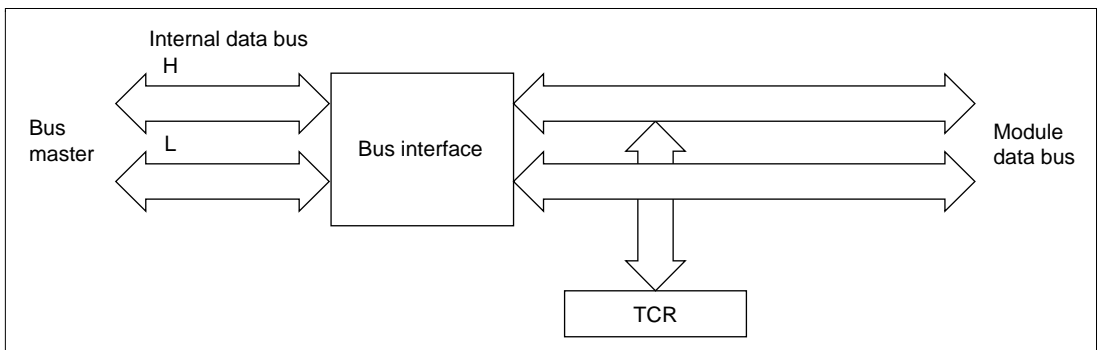 Internal data bus
H
Bus
master
L
Bus interface
Module
data bus
TCR